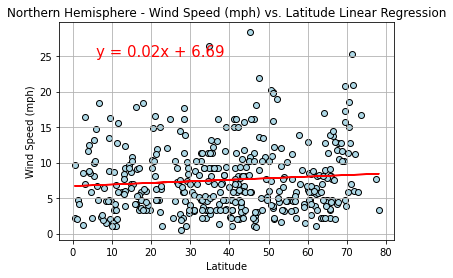 Northern Hemisphere - Wind Speed (mph) vs. Latitude Linear Regression
y = 0.02x + 6.69
Wind Speed (mph)
25
20
15
10
5
0
0 10 20 30 40 50 60 70 80
Latitude